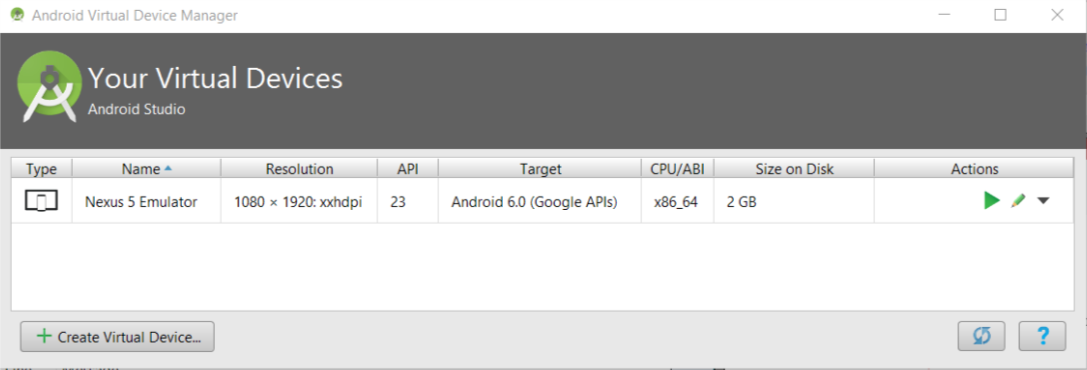 Android Virtual Device Manager
Your Virtual Devices
Android Studio
Type Name Resolution API Target CPU/ABI Size on Disk Actions
Nexus 5 Emulator 1080 × 1920: xxhdpi 23 Android 6.0 (Google APIs) x86_64 2 GB
Create Virtual Device...
?